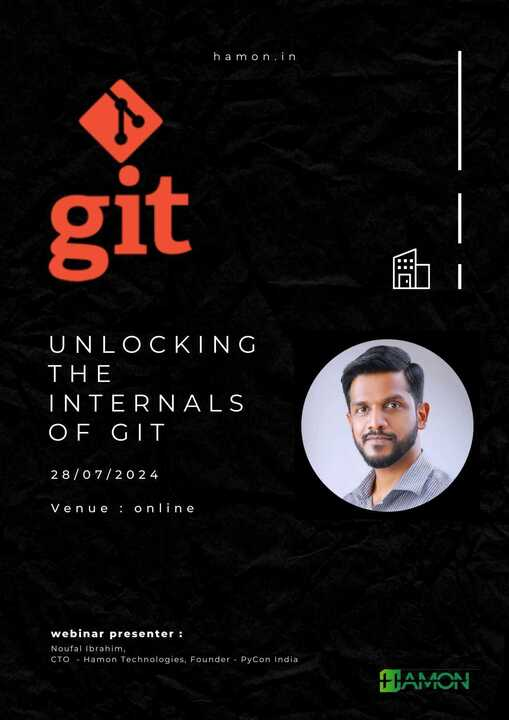 hamon.in
git
UNLOCKING
THE
INTERNALS
OF GIT
28/07/2024
Venue : online
webinar presenter :
Noufal Ibrahim,
CTO - Hamon Technologies, Founder - PyCon India
HAMON